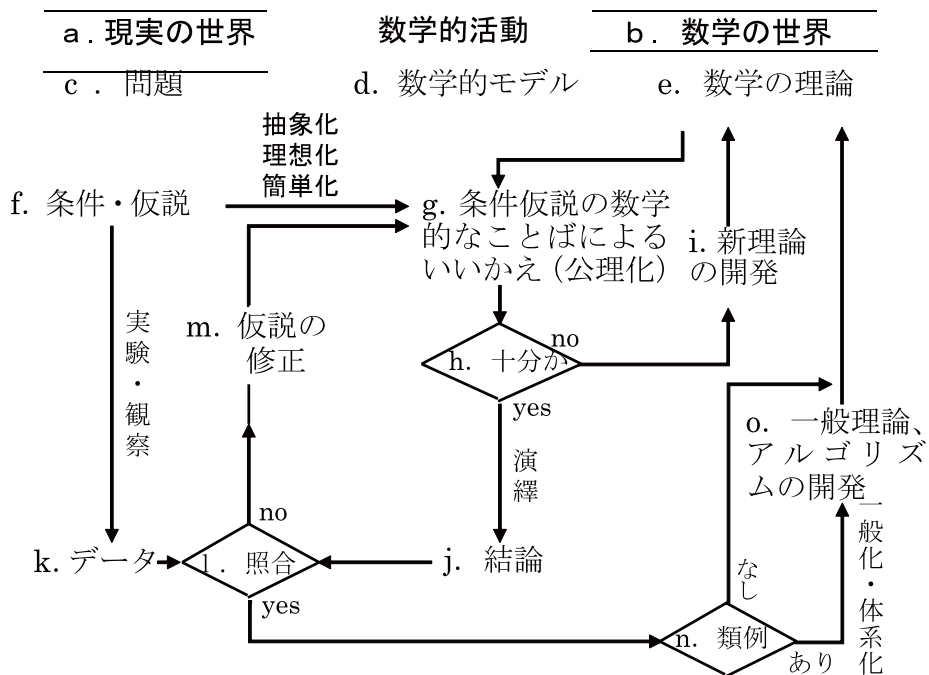 a . 現実の世界
数学的活動
b . 数学の世界
c . 問題
d. 数学的モデル
e. 数学の理論
抽象化
理想化
簡単化
f. 条件・仮説
g. 条件仮説の数学
的なことばによる
いいかえ（公理化）
i. 新理論
の開発
実験・観察
m. 仮説の
修正
h. 十分か
no
yes
演繹
o. 一般理論、
アルゴリズ
ムの開発
一般化・体系化
no
k. データ
l . 照合
j. 結論
yes
なし
n. 類例
あり